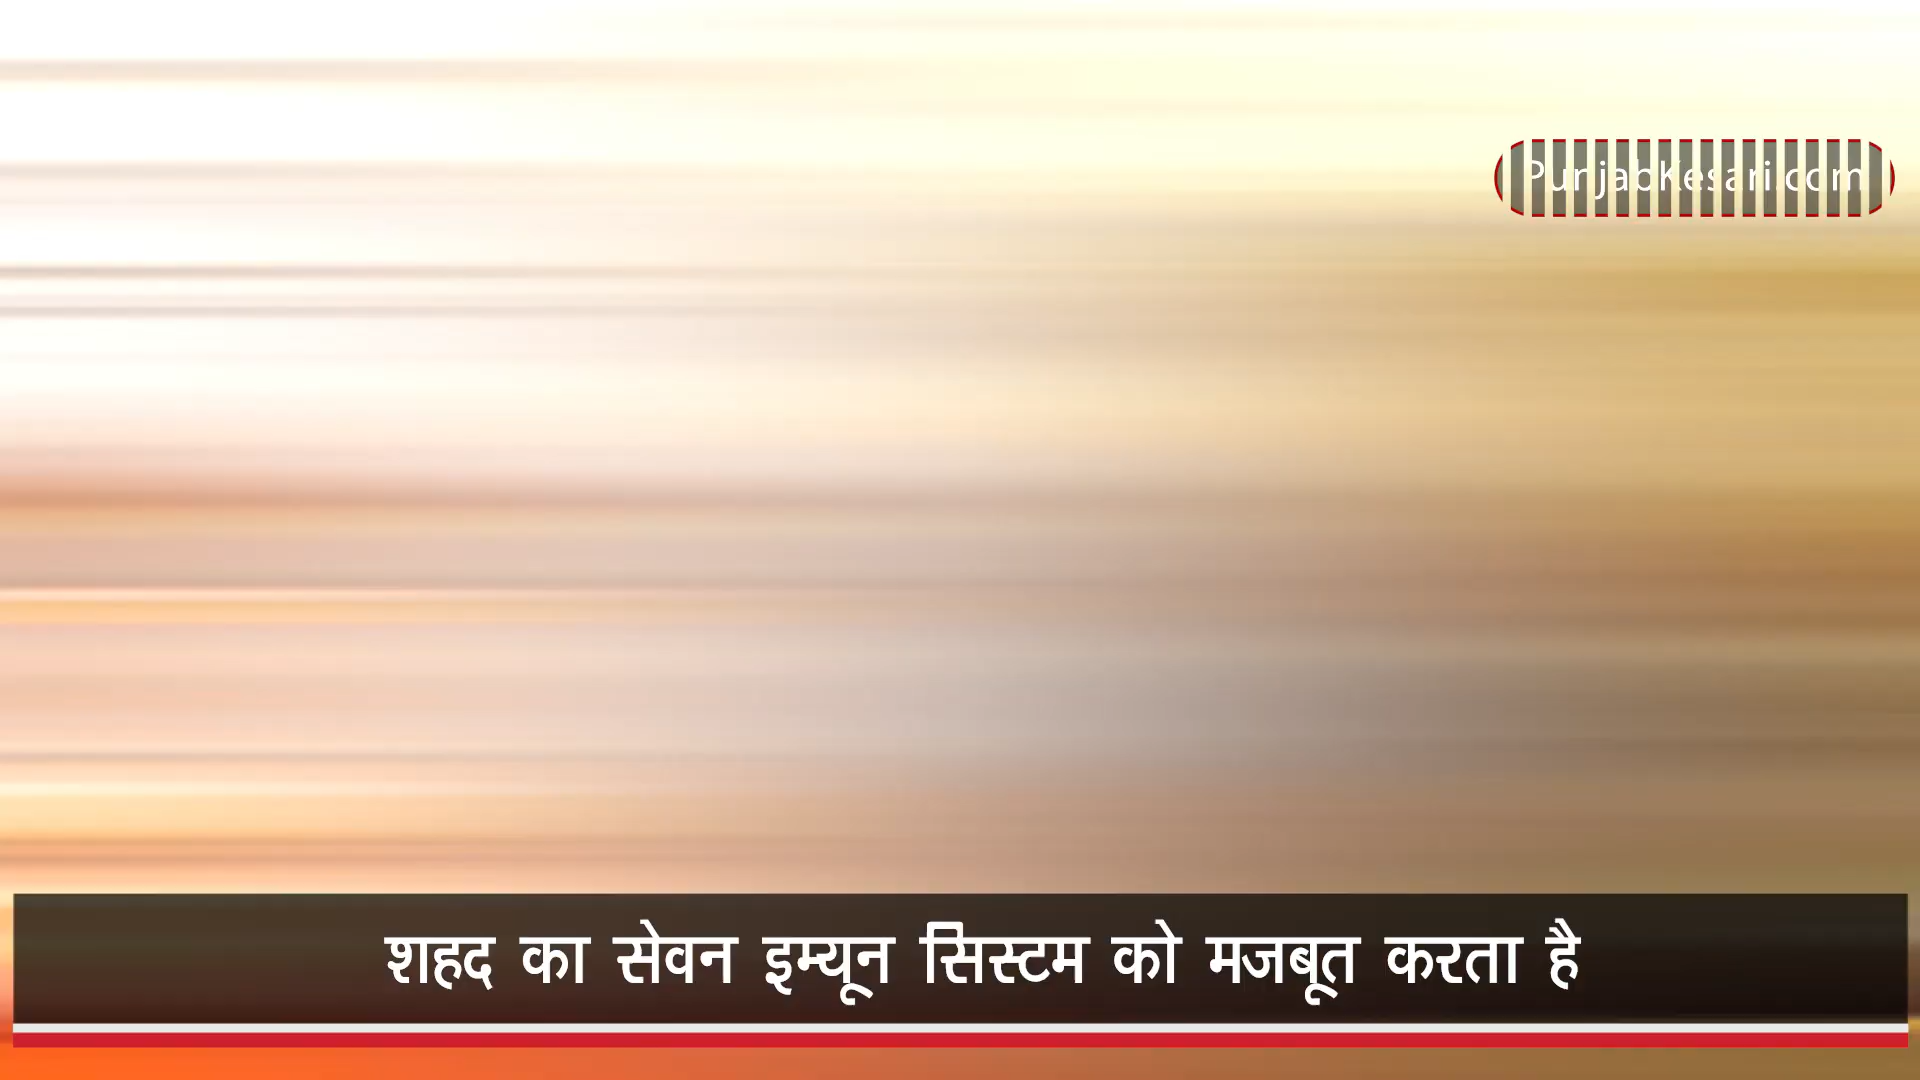 PunjabKesari.com
शहद का सेवन इम्यून सिस्टम को मजबूत करता है